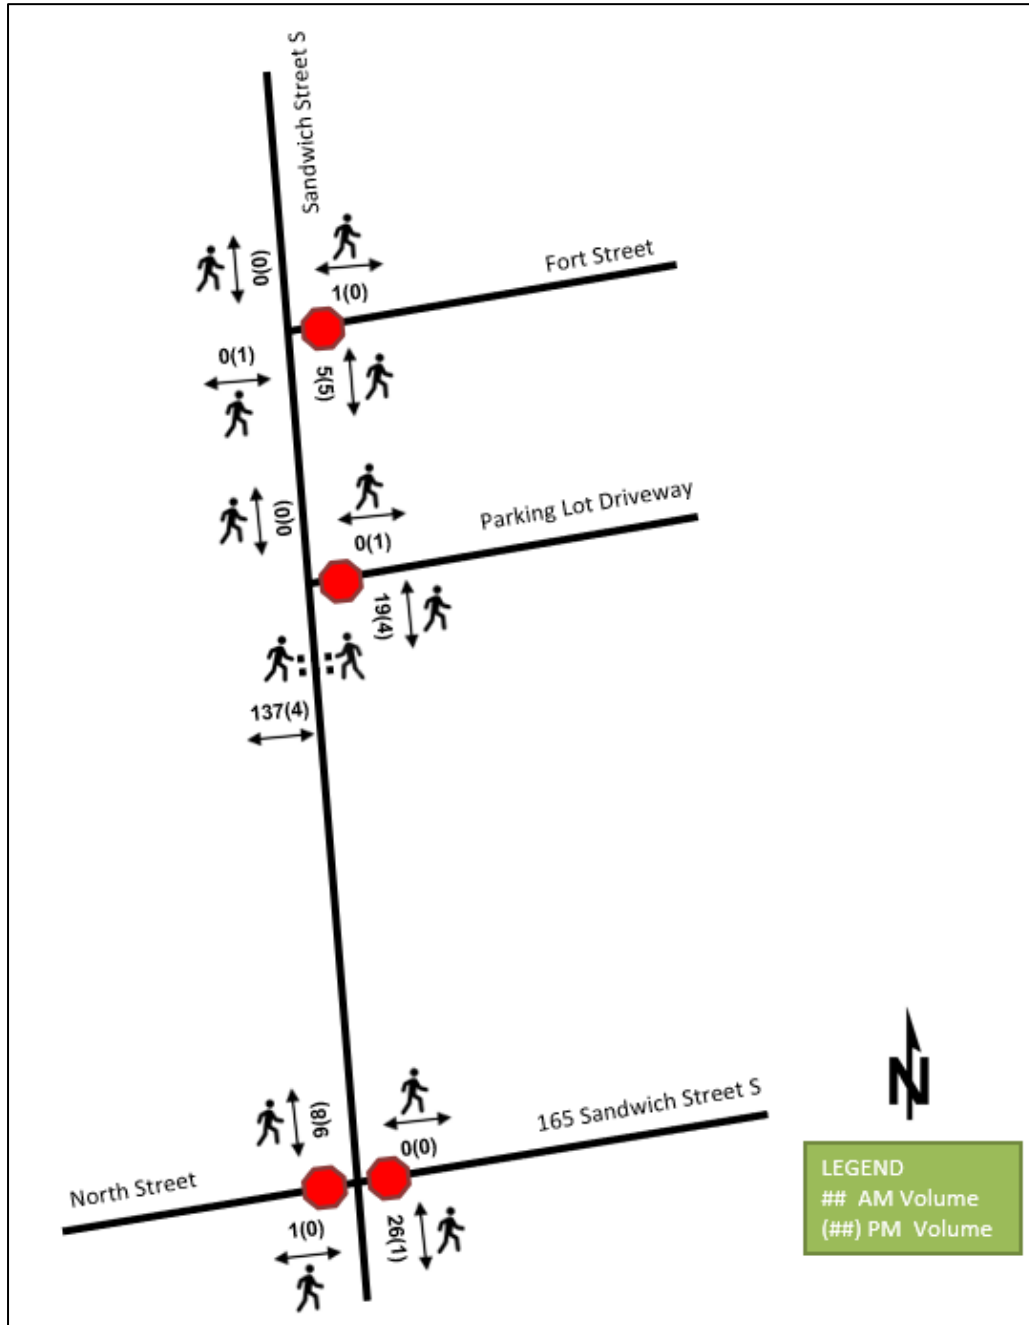 Sandwich Street S
0(0)
1(0)
Fort Street
0(1)
5(5)
0(0)
0(1)
Parking Lot Driveway
19(4)
137(4)
9(8)
0(0)
165 Sandwich Street S
North Street
1(0)
26(1)
N
LEGEND
## AM Volume
(##) PM Volume